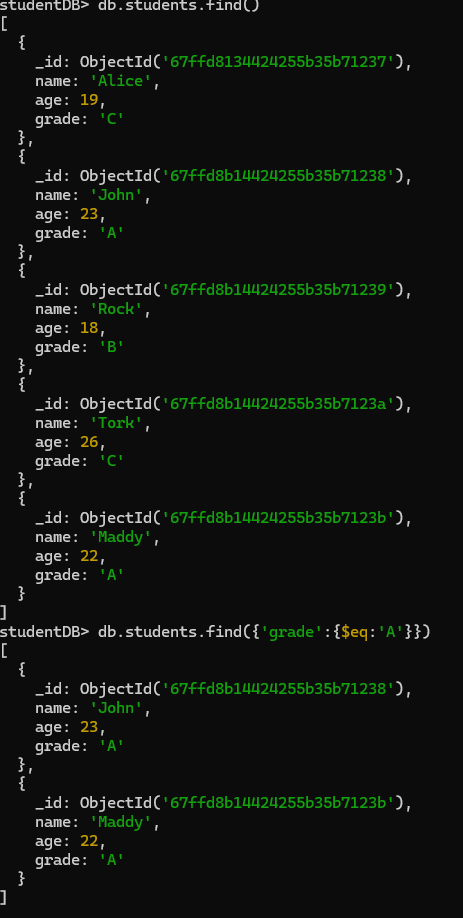 studentDB> db.students.find()
[
  {
    _id: ObjectId('67ffd8134424255b35b71237'),
    name: 'Alice',
    age: 19,
    grade: 'C'
  },
  {
    _id: ObjectId('67ffd8b14424255b35b71238'),
    name: 'John',
    age: 23,
    grade: 'A'
  },
  {
    _id: ObjectId('67ffd8b14424255b35b71239'),
    name: 'Rock',
    age: 18,
    grade: 'B'
  },
  {
    _id: ObjectId('67ffd8b14424255b35b7123a'),
    name: 'Tork',
    age: 26,
    grade: 'C'
  },
  {
    _id: ObjectId('67ffd8b14424255b35b7123b'),
    name: 'Maddy',
    age: 22,
    grade: 'A'
  }
]
studentDB> db.students.find({'grade':{$eq:'A'}})
[
  {
    _id: ObjectId('67ffd8b14424255b35b71238'),
    name: 'John',
    age: 23,
    grade: 'A'
  },
  {
    _id: ObjectId('67ffd8b14424255b35b7123b'),
    name: 'Maddy',
    age: 22,
    grade: 'A'
  }
]